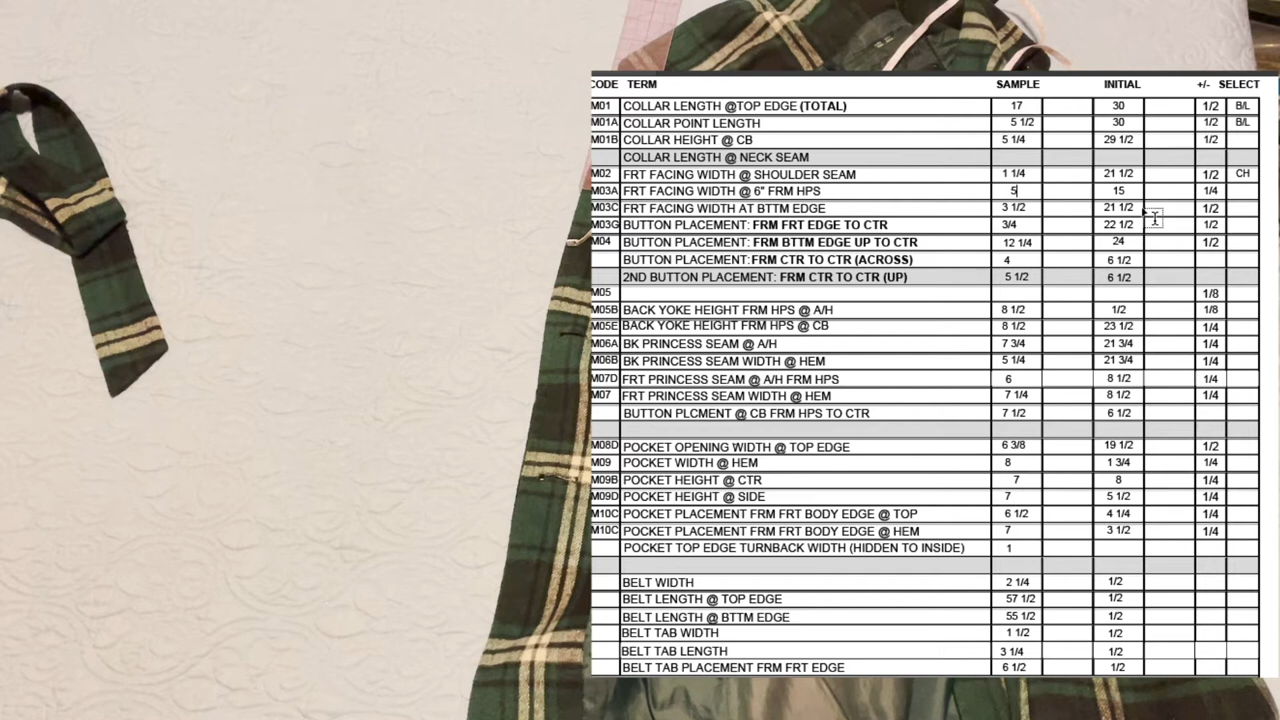 CODE TERM SAMPLE INITIAL +/- SELECT
M01 COLLAR LENGTH @TOP EDGE (TOTAL) 17 30 1/2 B/L
M01A COLLAR POINT LENGTH 5 1/2 30 1/2 B/L
M01B COLLAR HEIGHT @ CB 5 1/4 29 1/2 1/2
COLLAR LENGTH @ NECK SEAM
M02 FRT FACING WIDTH @ SHOULDER SEAM 1 1/4 21 1/2 1/2 CH
M03A FRT FACING WIDTH @ 6" FRM HPS 5 15 1/4
M03C FRT FACING WIDTH AT BTTM EDGE 3 1/2 21 1/2 1/2
M03G BUTTON PLACEMENT: FRM FRT EDGE TO CTR 3/4 22 1/2 1/2
M04 BUTTON PLACEMENT: FRM BTTM EDGE UP TO CTR 12 1/4 24 1/2
BUTTON PLACEMENT: FRM CTR TO CTR (ACROSS) 4 6 1/2
2ND BUTTON PLACEMENT: FRM CTR TO CTR (UP) 5 1/2 6 1/2
M05 1/8
M05B BACK YOKE HEIGHT FRM HPS @ A/H 8 1/2 1/2 1/8
M05E BACK YOKE HEIGHT FRM HPS @ CB 8 1/2 23 1/2 1/4
M06A BK PRINCESS SEAM @ A/H 7 3/4 21 3/4 1/4
M06B BK PRINCESS SEAM WIDTH @ HEM 5 1/4 21 3/4 1/4
M07D FRT PRINCESS SEAM @ A/H FRM HPS 6 8 1/2 1/4
M07 FRT PRINCESS SEAM WIDTH @ HEM 7 1/4 8 1/2 1/4
BUTTON PLCMENT @ CB FRM HPS TO CTR 7 1/2 6 1/2
M08D POCKET OPENING WIDTH @ TOP EDGE 6 3/8 19 1/2 1/2
M09 POCKET WIDTH @ HEM 8 1 3/4 1/4
M09B POCKET HEIGHT @ CTR 7 8 1/4
M09D POCKET HEIGHT @ SIDE 7 5 1/2 1/4
M10C POCKET PLACEMENT FRM FRT BODY EDGE @ TOP 6 1/2 4 1/4 1/4
M10C POCKET PLACEMENT FRM FRT BODY EDGE @ HEM 7 3 1/2 1/4
POCKET TOP EDGE TURNBACK WIDTH (HIDDEN TO INSIDE) 1
BELT WIDTH 2 1/4 1/2
BELT LENGTH @ TOP EDGE 57 1/2 1/2
BELT LENGTH @ BTTM EDGE 55 1/2 1/2
BELT TAB WIDTH 1 1/2 1/2
BELT TAB LENGTH 3 1/4 1/2
BELT TAB PLACEMENT FRM FRT EDGE 6 1/2 1/2